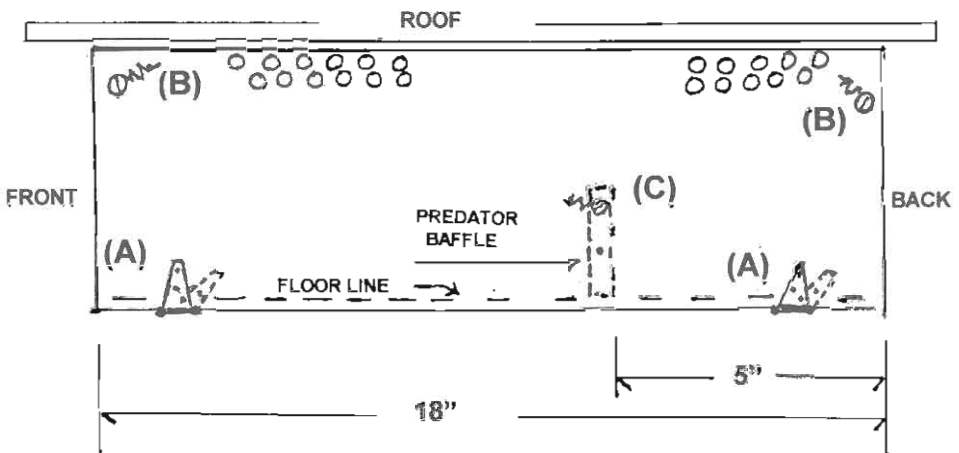 ROOF
(B)
(B)
(C)
FRONT
BACK
PREDATOR
BAFFLE
(A)
(A)
FLOOR LINE
5"
18"